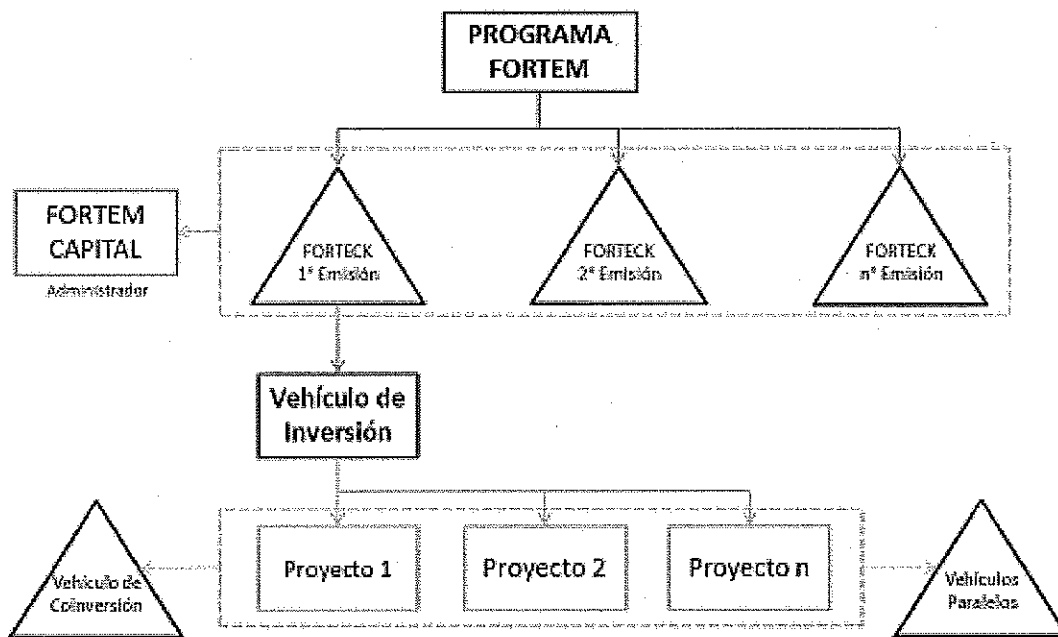 PROGRAMA
FORTEM
FORTEM
CAPITAL
Administrador
FORTECK
1ª Emisión
FORTECK
2ª Emisión
FORTECK
nª Emisión
Vehículo de
Inversión
Vehículo de
Coinversión
Proyecto 1
Proyecto 2
Proyecto n
Vehículos
Paralelos